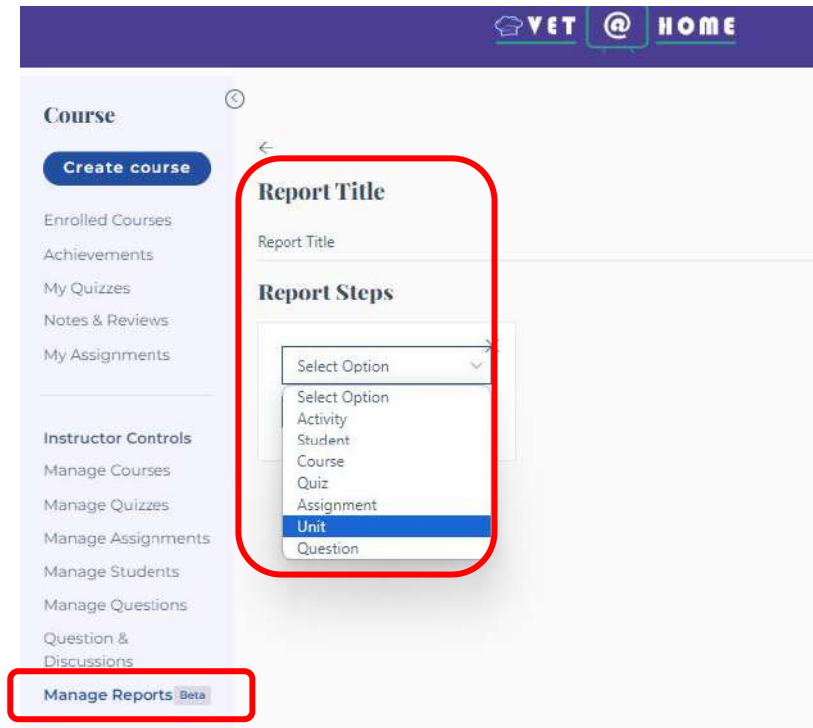 VET @ HOME
Course
Create course
Enrolled Courses
Achievements
My Quizzes
Notes & Reviews
My Assignments
Instructor Controls
Manage Courses
Manage Quizzes
Manage Assignments
Manage Students
Manage Questions
Question &
Discussions
Manage Reports Beta
Report Title
Report Title
Report Steps
Select Option
Select Option
Activity
Student
Course
Quiz
Assignment
Unit
Question